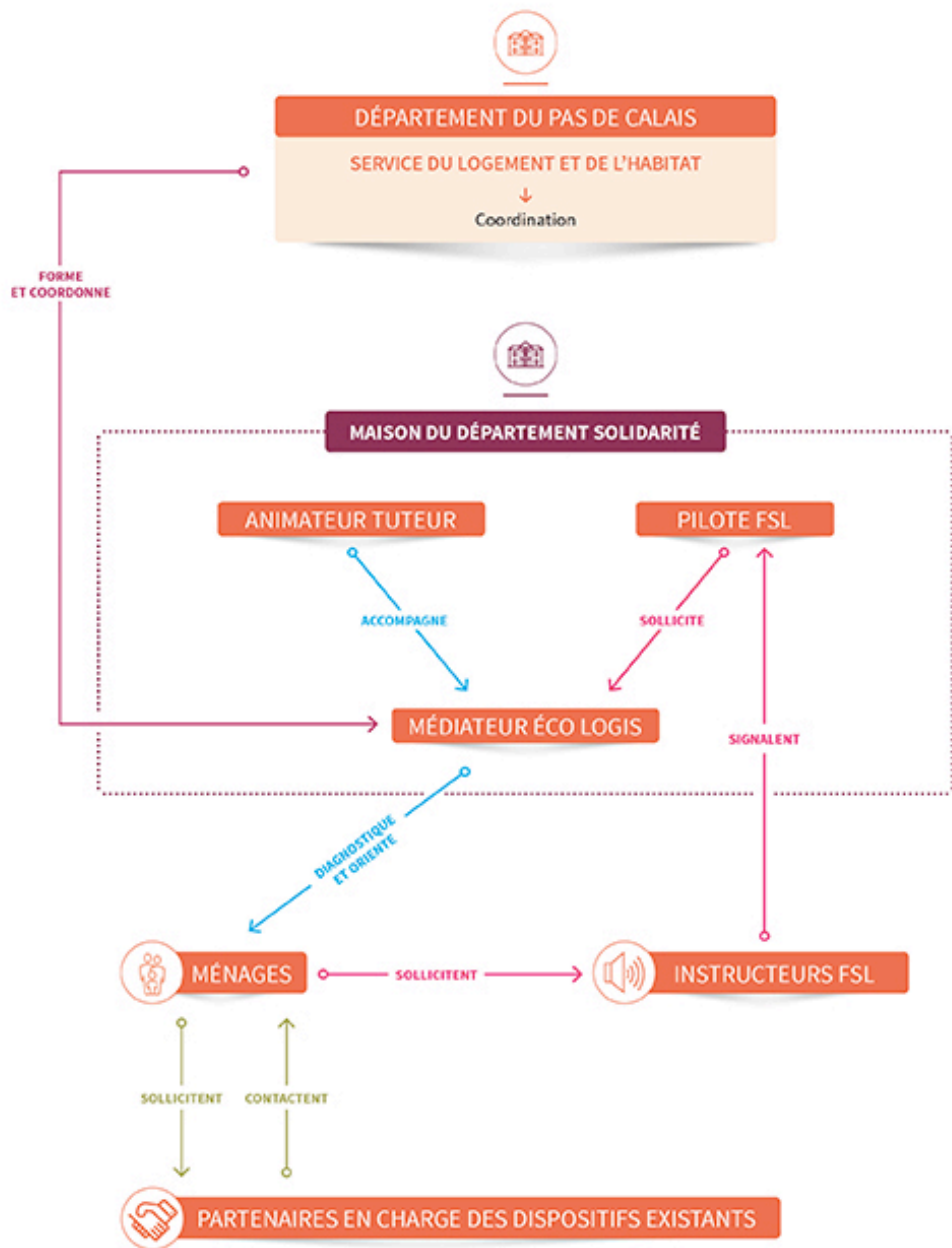 DÉPARTEMENT DU PAS DE CALAIS
SERVICE DU LOGEMENT ET DE L'HABITAT
Coordination
FORME
ET COORDONNE
MAISON DU DÉPARTEMENT SOLIDARITÉ
ANIMATEUR TUTEUR
PILOTE FSL
ACCOMPAGNE
SOLLICITE
MÉDIATEUR ÉCO LOGIS
SIGNALENT
DIAGNOSTIQUE
ET ORIENTE
MÉNAGES
SOLLICITENT
INSTRUCTEURS FSL
SOLLICITENT
CONTACTENT
PARTENAIRES EN CHARGE DES DISPOSITIFS EXISTANTS